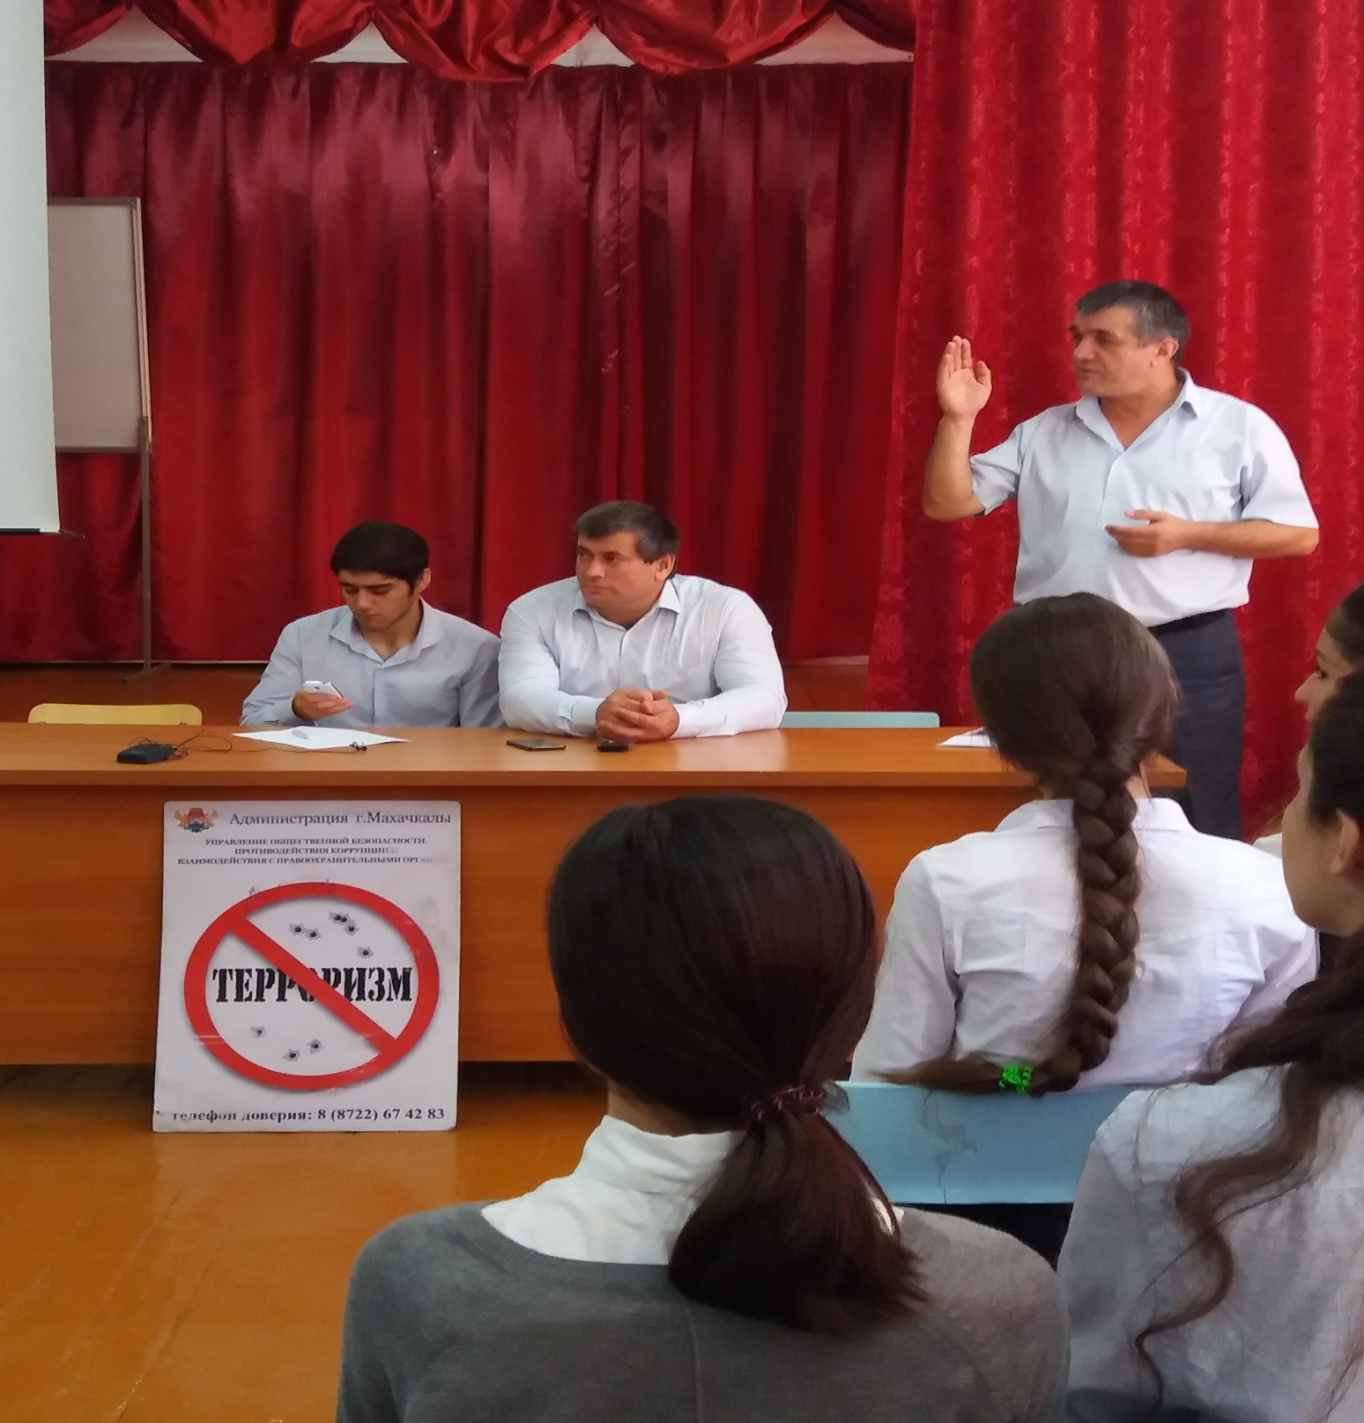 Администрация г.Махачкалы
УПРАВЛЕНИЕ ОБЩЕСТВЕННОЙ БЕЗОПАСНОСТИ,
ПРОТИВОДЕЙСТВИЯ КОРРУПЦИИ И
ВЗАИМОДЕЙСТВИЯ С ПРАВООХРАНИТЕЛЬНЫМИ
ТЕРРОРИЗМ
телефон доверия: 8 (8722) 67 42 83